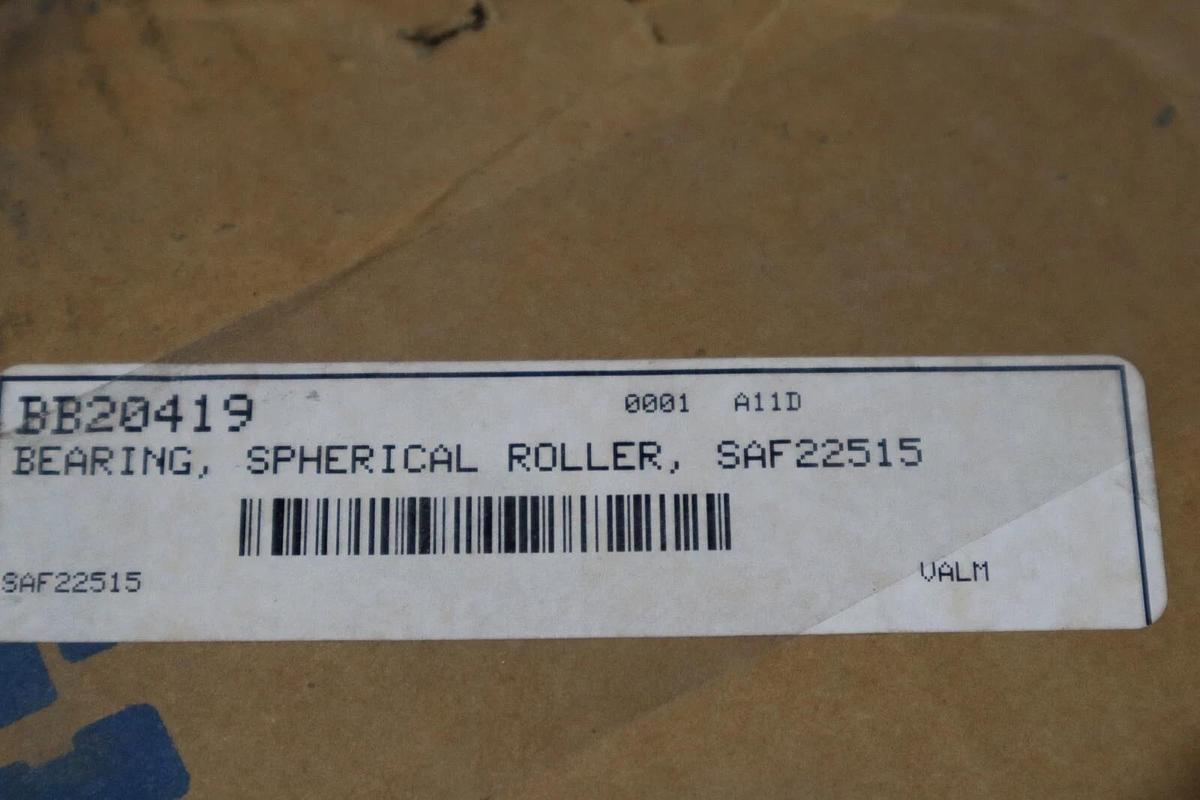 BB20419 0001 A11D
BEARING, SPHERICAL ROLLER, SAF22515
SAF22515 VALM